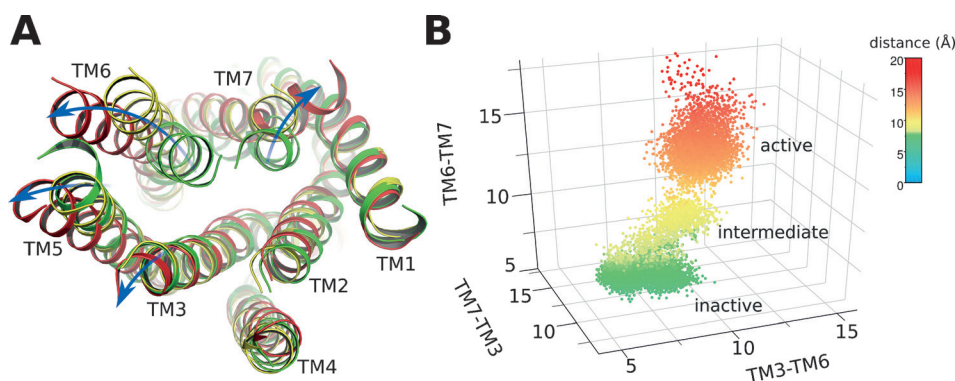 A
TM6
TM7
TM5
TM3
TM2
TM1
TM4
B
distance (Å)
20
15
10
5
0
TM6-TM7
15
10
5
active
intermediate
inactive
TM7-TM3
15
10
5
10
15
TM3-TM6